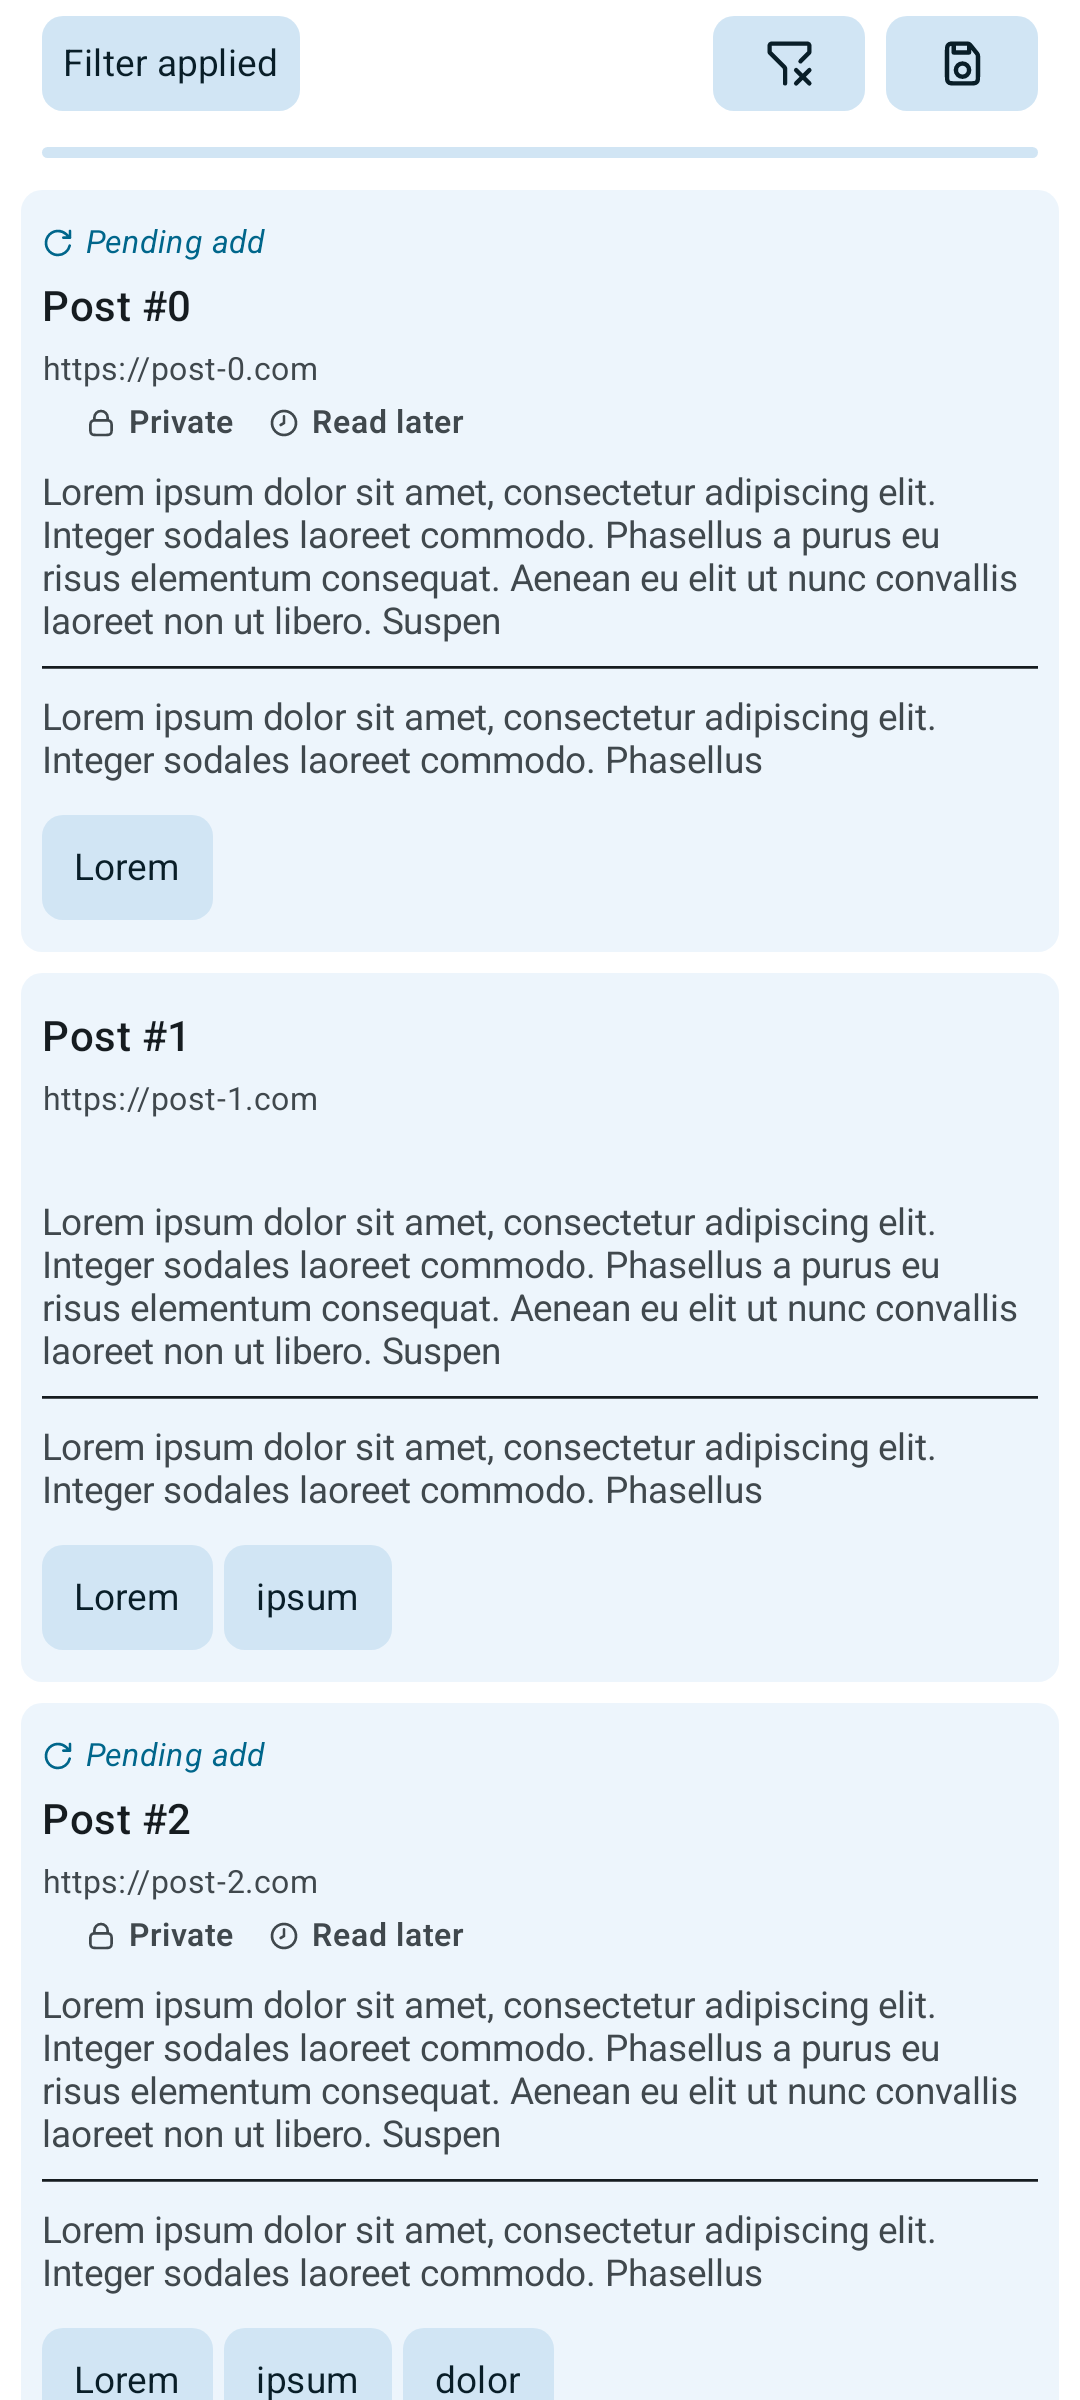 Filter applied
Pending add
Post #0
https://post-0.com
Private Read later
Lorem ipsum dolor sit amet, consectetur adipiscing elit.
Integer sodales laoreet commodo. Phasellus a purus eu
risus elementum consequat. Aenean eu elit ut nunc convallis
laoreet non ut libero. Suspen
Lorem ipsum dolor sit amet, consectetur adipiscing elit.
Integer sodales laoreet commodo. Phasellus
Lorem
Post #1
https://post-1.com
Lorem ipsum dolor sit amet, consectetur adipiscing elit.
Integer sodales laoreet commodo. Phasellus a purus eu
risus elementum consequat. Aenean eu elit ut nunc convallis
laoreet non ut libero. Suspen
Lorem ipsum dolor sit amet, consectetur adipiscing elit.
Integer sodales laoreet commodo. Phasellus
Lorem ipsum
Pending add
Post #2
https://post-2.com
Private Read later
Lorem ipsum dolor sit amet, consectetur adipiscing elit.
Integer sodales laoreet commodo. Phasellus a purus eu
risus elementum consequat. Aenean eu elit ut nunc convallis
laoreet non ut libero. Suspen
Lorem ipsum dolor sit amet, consectetur adipiscing elit.
Integer sodales laoreet commodo. Phasellus
Lorem ipsum dolor